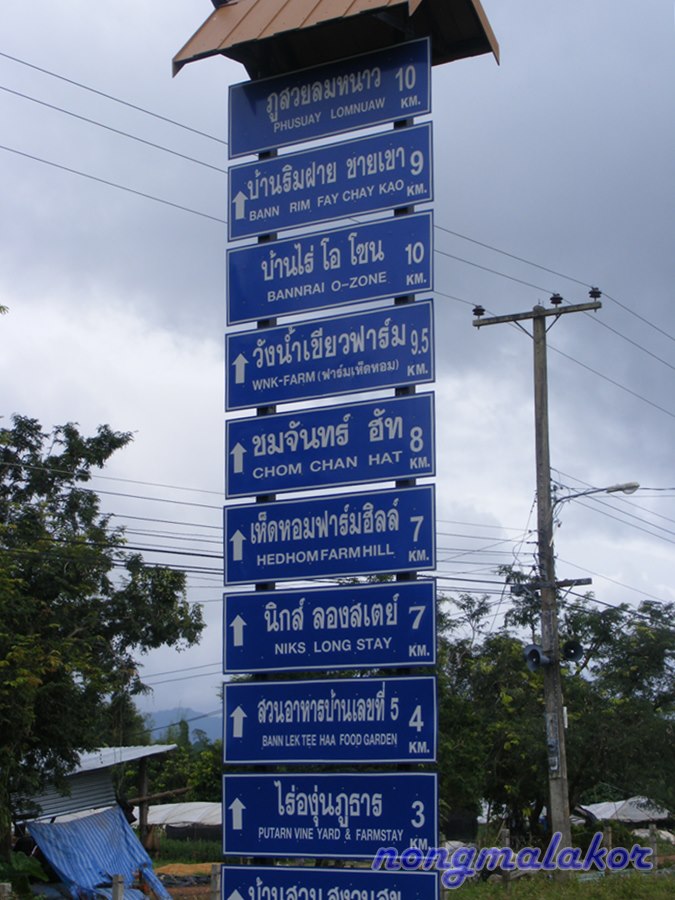 ภูสวยลมหนาว 10
PHUSUAY LOMNUAW KM.
บ้านริมฝาย ชายเขา 9
BANN RIM FAY CHAY KAO KM.
บ้านไร่ โอ โซน 10
BANNRAI O-ZONE KM.
วังน้ำเขียวฟาร์ม 9.5
WNK-FARM (ฟาร์มเห็ดหอม) KM.
ชมจันทร์ ฮัท 8
CHOM CHAN HAT KM.
เห็ดหอมฟาร์มฮิลล์ 7
HEDHOMFARMHILL KM.
นิกส์ ลองสเตย์ 7
NIKS LONG STAY KM.
สวนอาหารบ้านเลขที่ 5 4
BANN LEK TEE HAA FOOD GARDEN KM.
ไร่องุ่นภูธาร 3
PUTARN VINE YARD & FARMSTAY KM.
nongmalakor
บ้านสวน